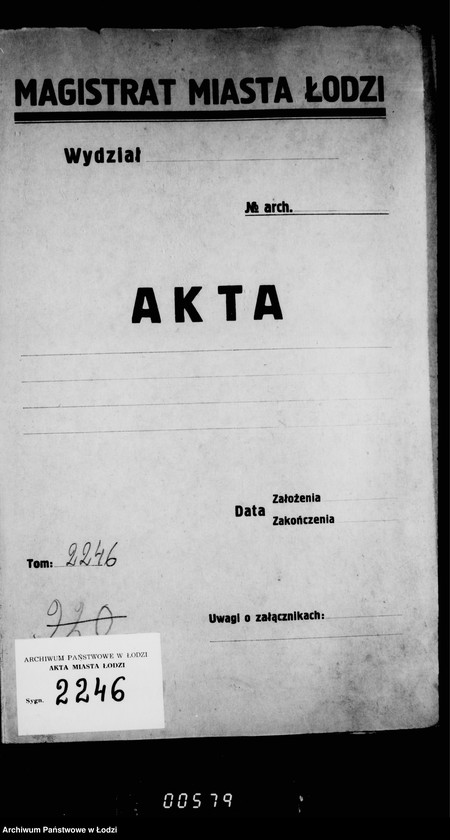 MAGISTRAT MIASTA ŁODZI
Wydział
№ arch.
AKTA
Data Założenia
Zakończenia
Tom: 2246
920
Uwagi o załącznikach:
ARCHIWUM PAŃSTWOWE W ŁODZI
AKTA MIASTA ŁODZI
Sygn. 2246
00579
Archiwum Państwowe w Łodzi